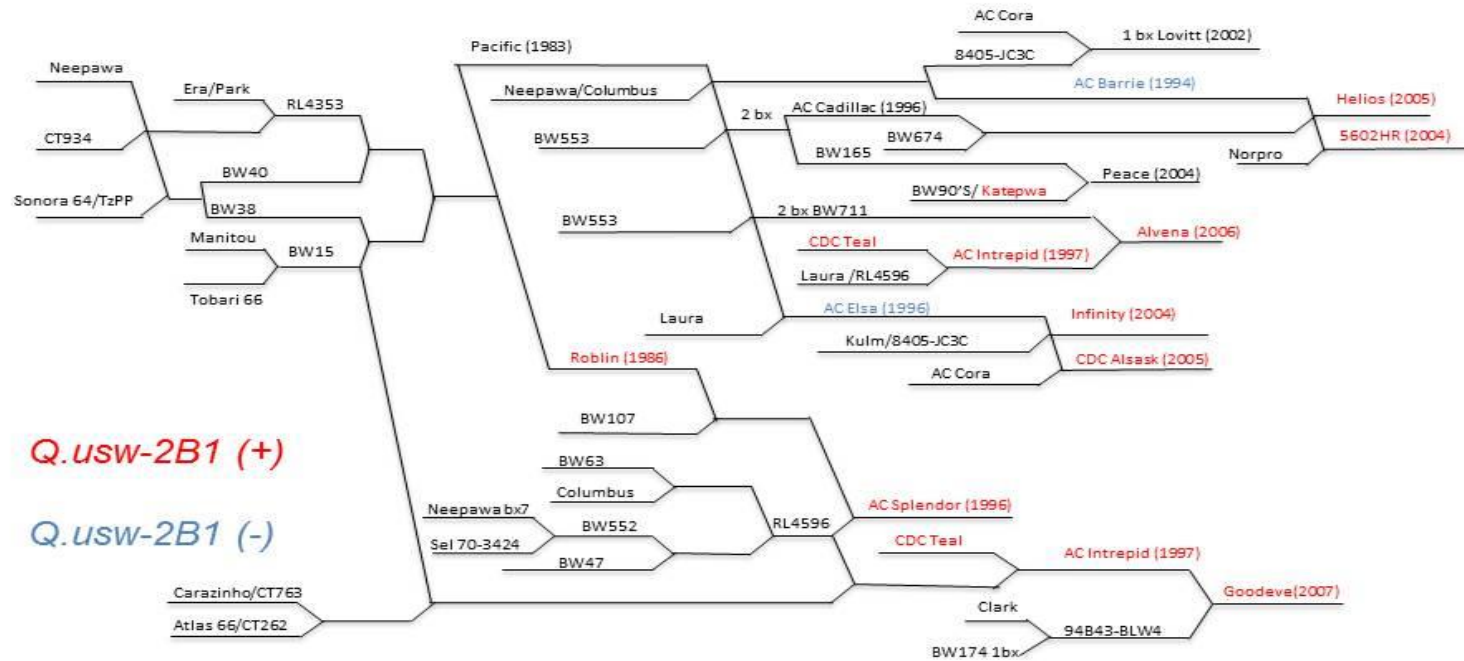 AC Cora
1 bx Lovitt (2002)
Pacific (1983)
8405-JC3C
Neepawa
Era/Park
RL4353
Neepawa/Columbus
AC Barrie (1994)
2 bx
AC Cadillac (1996)
Helios (2005)
CT934
BW553
BW674
5602HR (2004)
BW165
Norpro
BW40
Peace (2004)
Sonora 64/TzPP
BW38
BW90'S/ Katepwa
BW553
2 bx BW711
Manitou
BW15
CDC Teal
AC Intrepid (1997)
Alvena (2006)
Laura /RL4596
Tobari 66
AC Elsa (1996)
Infinity (2004)
Laura
Kulm/8405-JC3C
Roblin (1986)
CDC Alsask (2005)
AC Cora
BW107
Q.usw-2B1 (+)
BW63
Columbus
Neepawa bx7
BW552
RL4596
AC Splendor (1996)
Q.usw-2B1 (-)
Sel 70-3424
CDC Teal
AC Intrepid (1997)
BW47
Carazinho/CT763
Goodeve(2007)
Clark
Atlas 66/CT262
94B43-BLW4
BW174 1bx